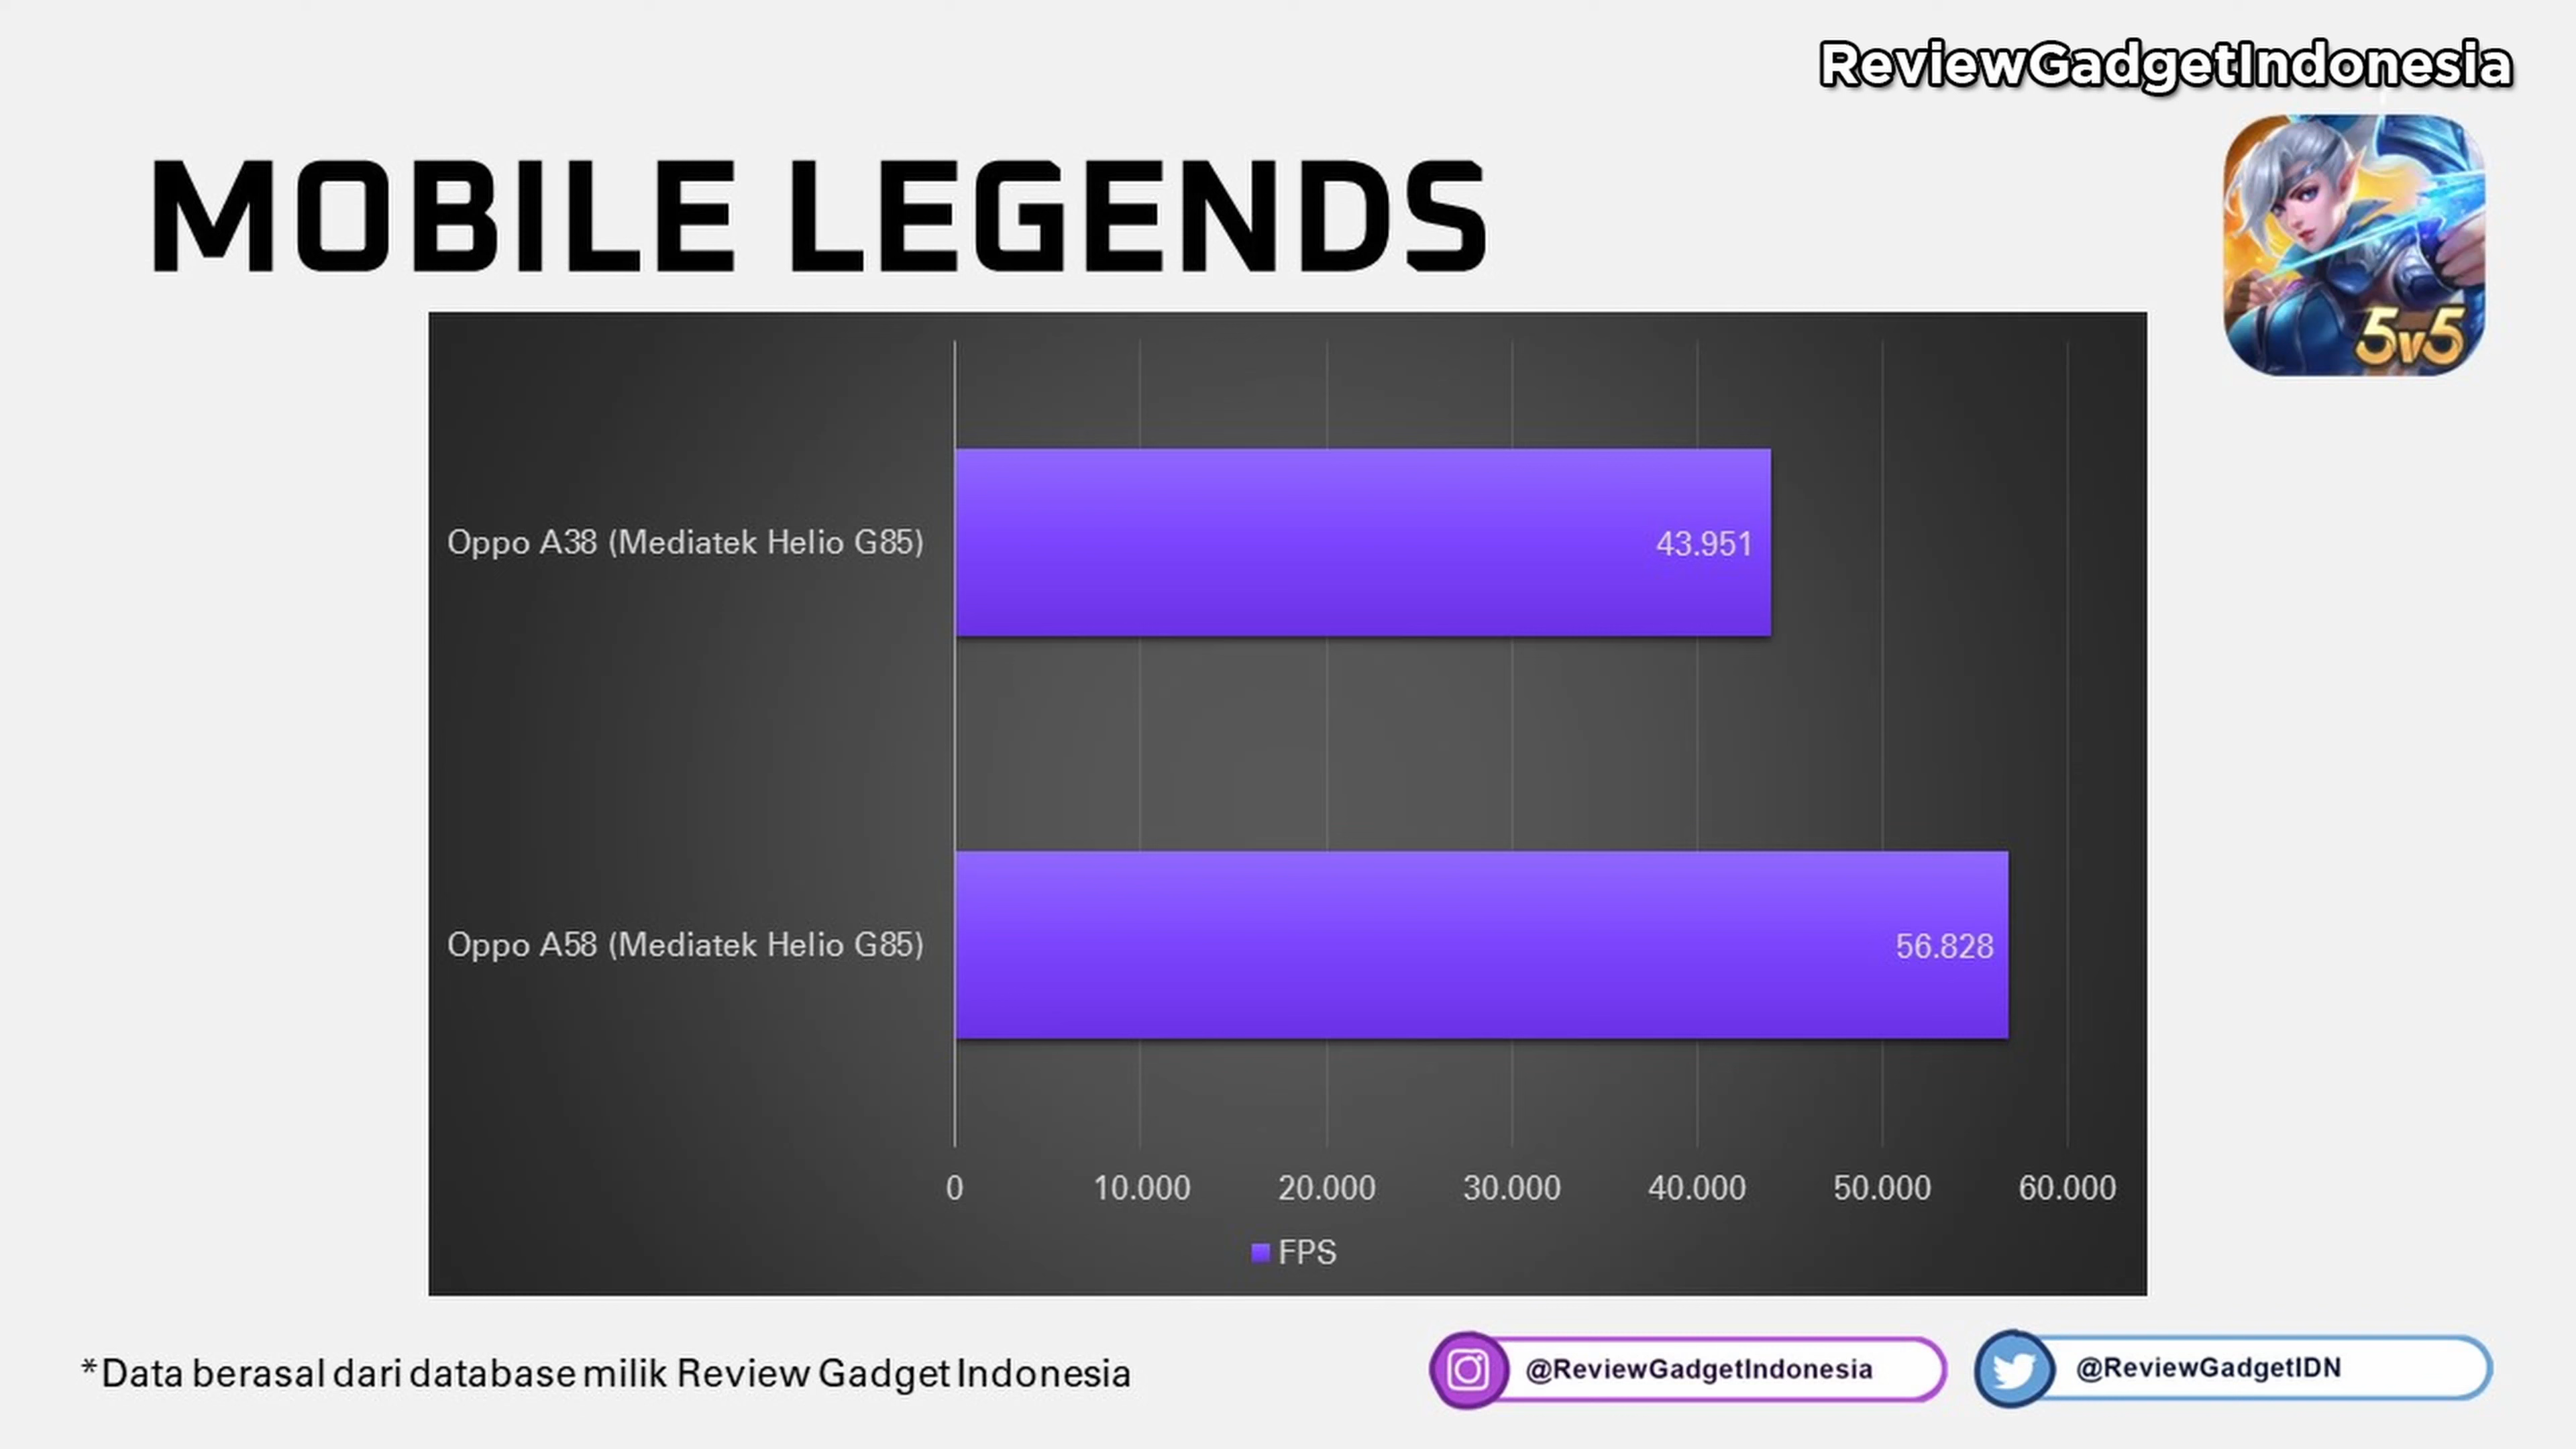 ReviewGadgetIndonesia
MOBILE LEGENDS
5v5
Oppo A38 (Mediatek Helio G85)
43.951
Oppo A58 (Mediatek Helio G85)
56.828
0 10.000 20.000 30.000 40.000 50.000 60.000
FPS
*Data berasal dari database milik Review Gadget Indonesia
@ReviewGadgetIndonesia
@ReviewGadgetIDN